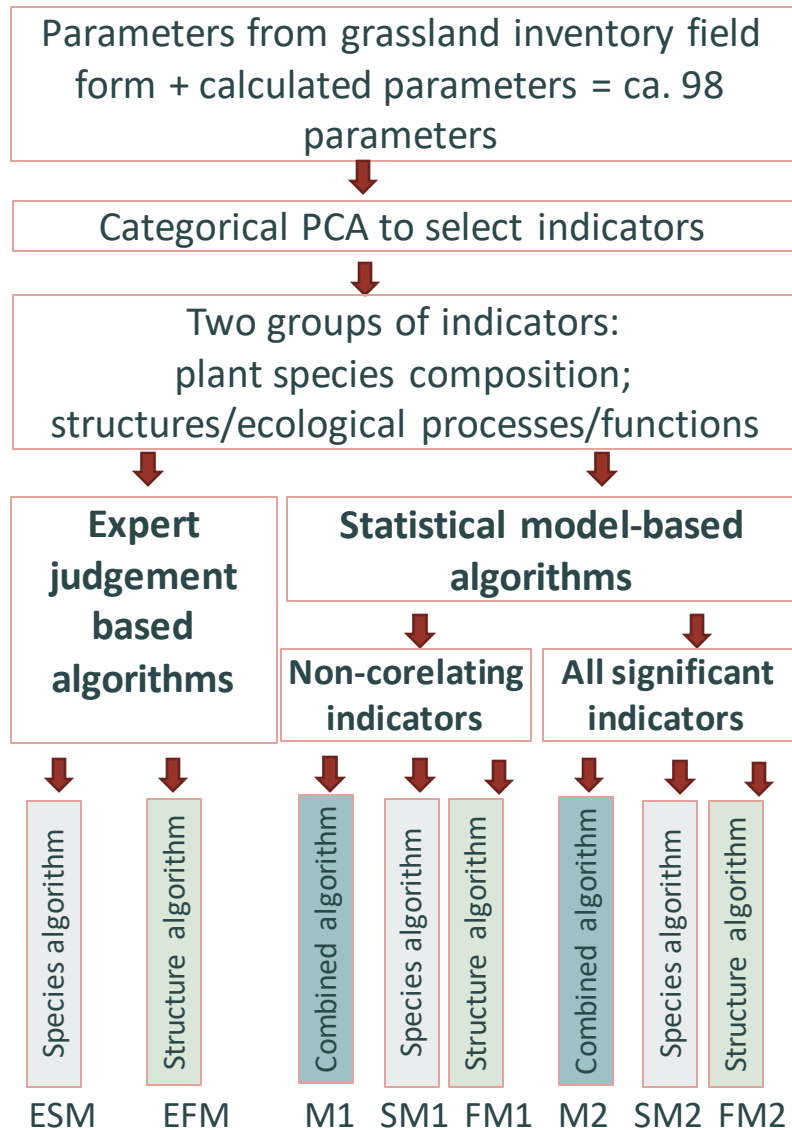 Parameters from grassland inventory field
form + calculated parameters = ca. 98
parameters
Categorical PCA to select indicators
Two groups of indicators:
plant species composition;
structures/ecological processes/functions
Expert
judgement
based
algorithms
Statistical model-based
algorithms
Non-corelating
indicators
All significant
indicators
Species algorithm
Structure algorithm
Combined algorithm
Species algorithm
Structure algorithm
Combined algorithm
Species algorithm
Structure algorithm
ESM EFM M1 SM1 FM1 M2 SM2 FM2